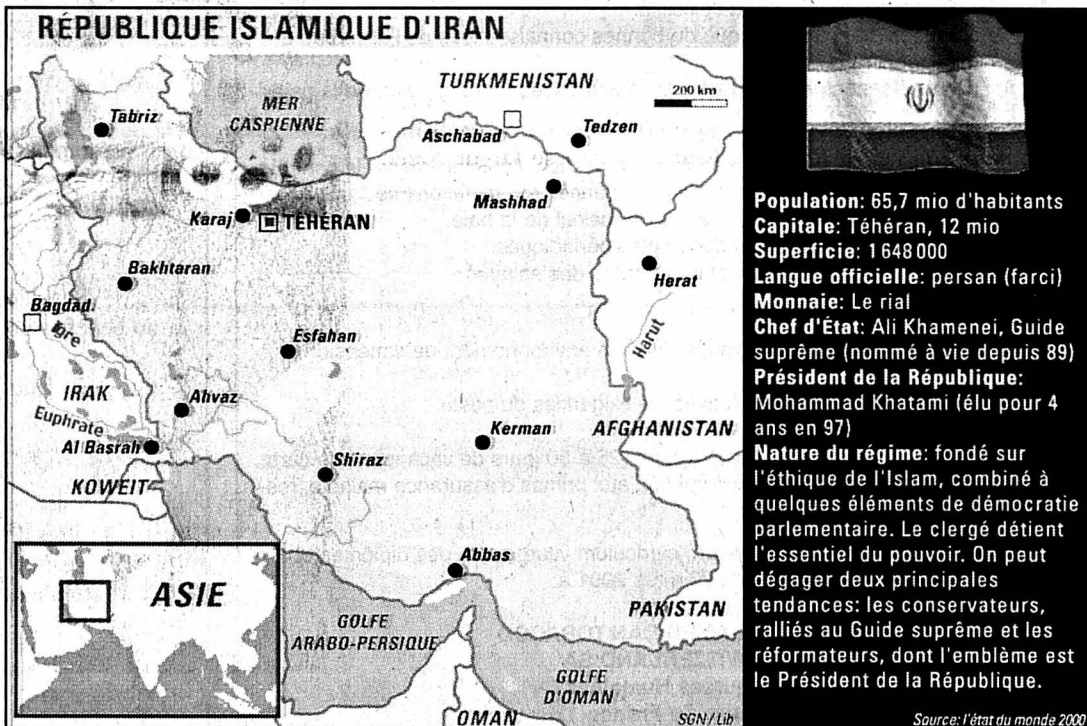 RÉPUBLIQUE ISLAMIQUE D'IRAN
TURKMENISTAN
MER
CASPIENNE
200 km
Tabriz
Aschabad
Tedzen
Mashhad
Karaj
TÉHÉRAN
Bakhtaran
Herat
Bagdad
Igre
Esfahan
Harut
IRAK
Ahvaz
Euphrate
Kerman
AFGHANISTAN
Al Basrah
Shiraz
KOWEIT
Abbas
ASIE
PAKISTAN
GOLFE
ARABO-PERSIQUE
GOLFE
D'OMAN
OMAN
SGN/Lib
Population: 65,7 mio d'habitants
Capitale: Téhéran, 12 mio
Superficie: 1 648 000
Langue officielle: persan (farci)
Monnaie: Le rial
Chef d'État: Ali Khamenei, Guide
suprême (nommé à vie depuis 89)
Président de la République:
Mohammad Khatami (élu pour 4
ans en 97)
Nature du régime: fondé sur
l'éthique de l'Islam, combiné à
quelques éléments de démocratie
parlementaire. Le clergé détient
l'essentiel du pouvoir. On peut
dégager deux principales
tendances: les conservateurs,
ralliés au Guide suprême et les
réformateurs, dont l'emblème est
le Président de la République.
Source: l'état du monde 2000